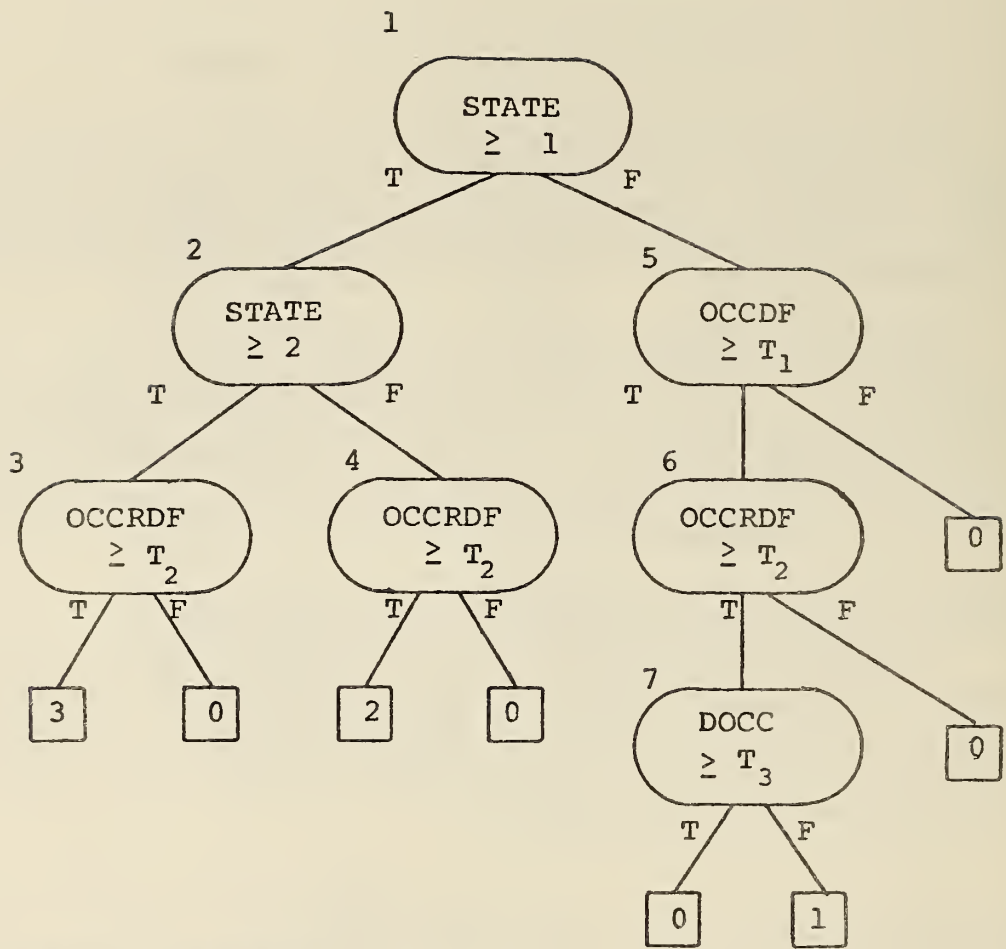 1
STATE
≥ 1
T F
2
STATE
≥ 2
T F
5
OCCDF
≥ T1
T F
3
OCCRDF
≥ T2
T F
4
OCCRDF
≥ T2
T F
6
OCCRDF
≥ T2
T F
0
3
0
2
0
7
DOCC
≥ T3
T F
0
0
1